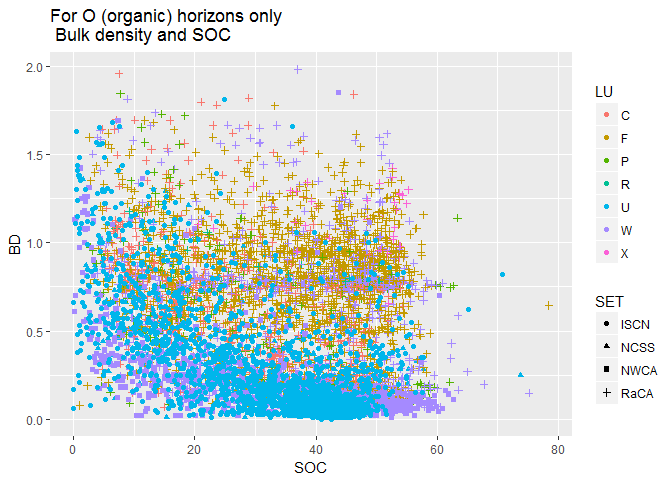 For O (organic) horizons only
Bulk density and SOC
2.0
1.5
1.0
0.5
0.0
BD
0
20
40
60
80
SOC
LU
C
F
P
R
U
W
X
SET
ISCN
NCSS
NWCA
RaCA